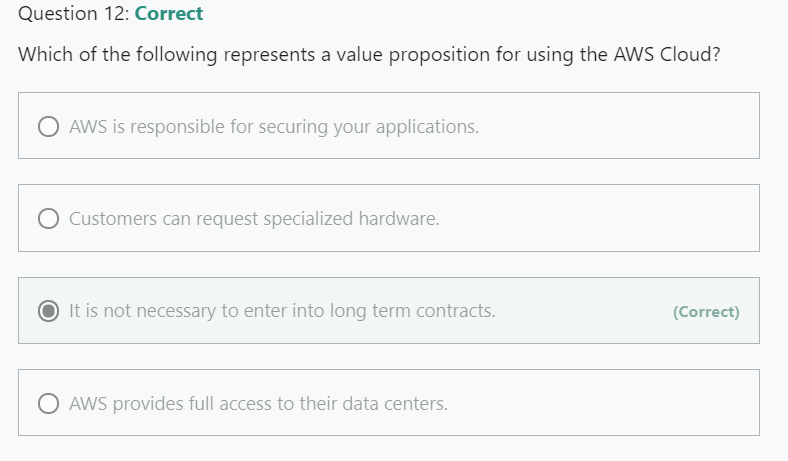 Question 12: Correct
Which of the following represents a value proposition for using the AWS Cloud?
AWS is responsible for securing your applications.
Customers can request specialized hardware.
It is not necessary to enter into long term contracts. (Correct)
AWS provides full access to their data centers.